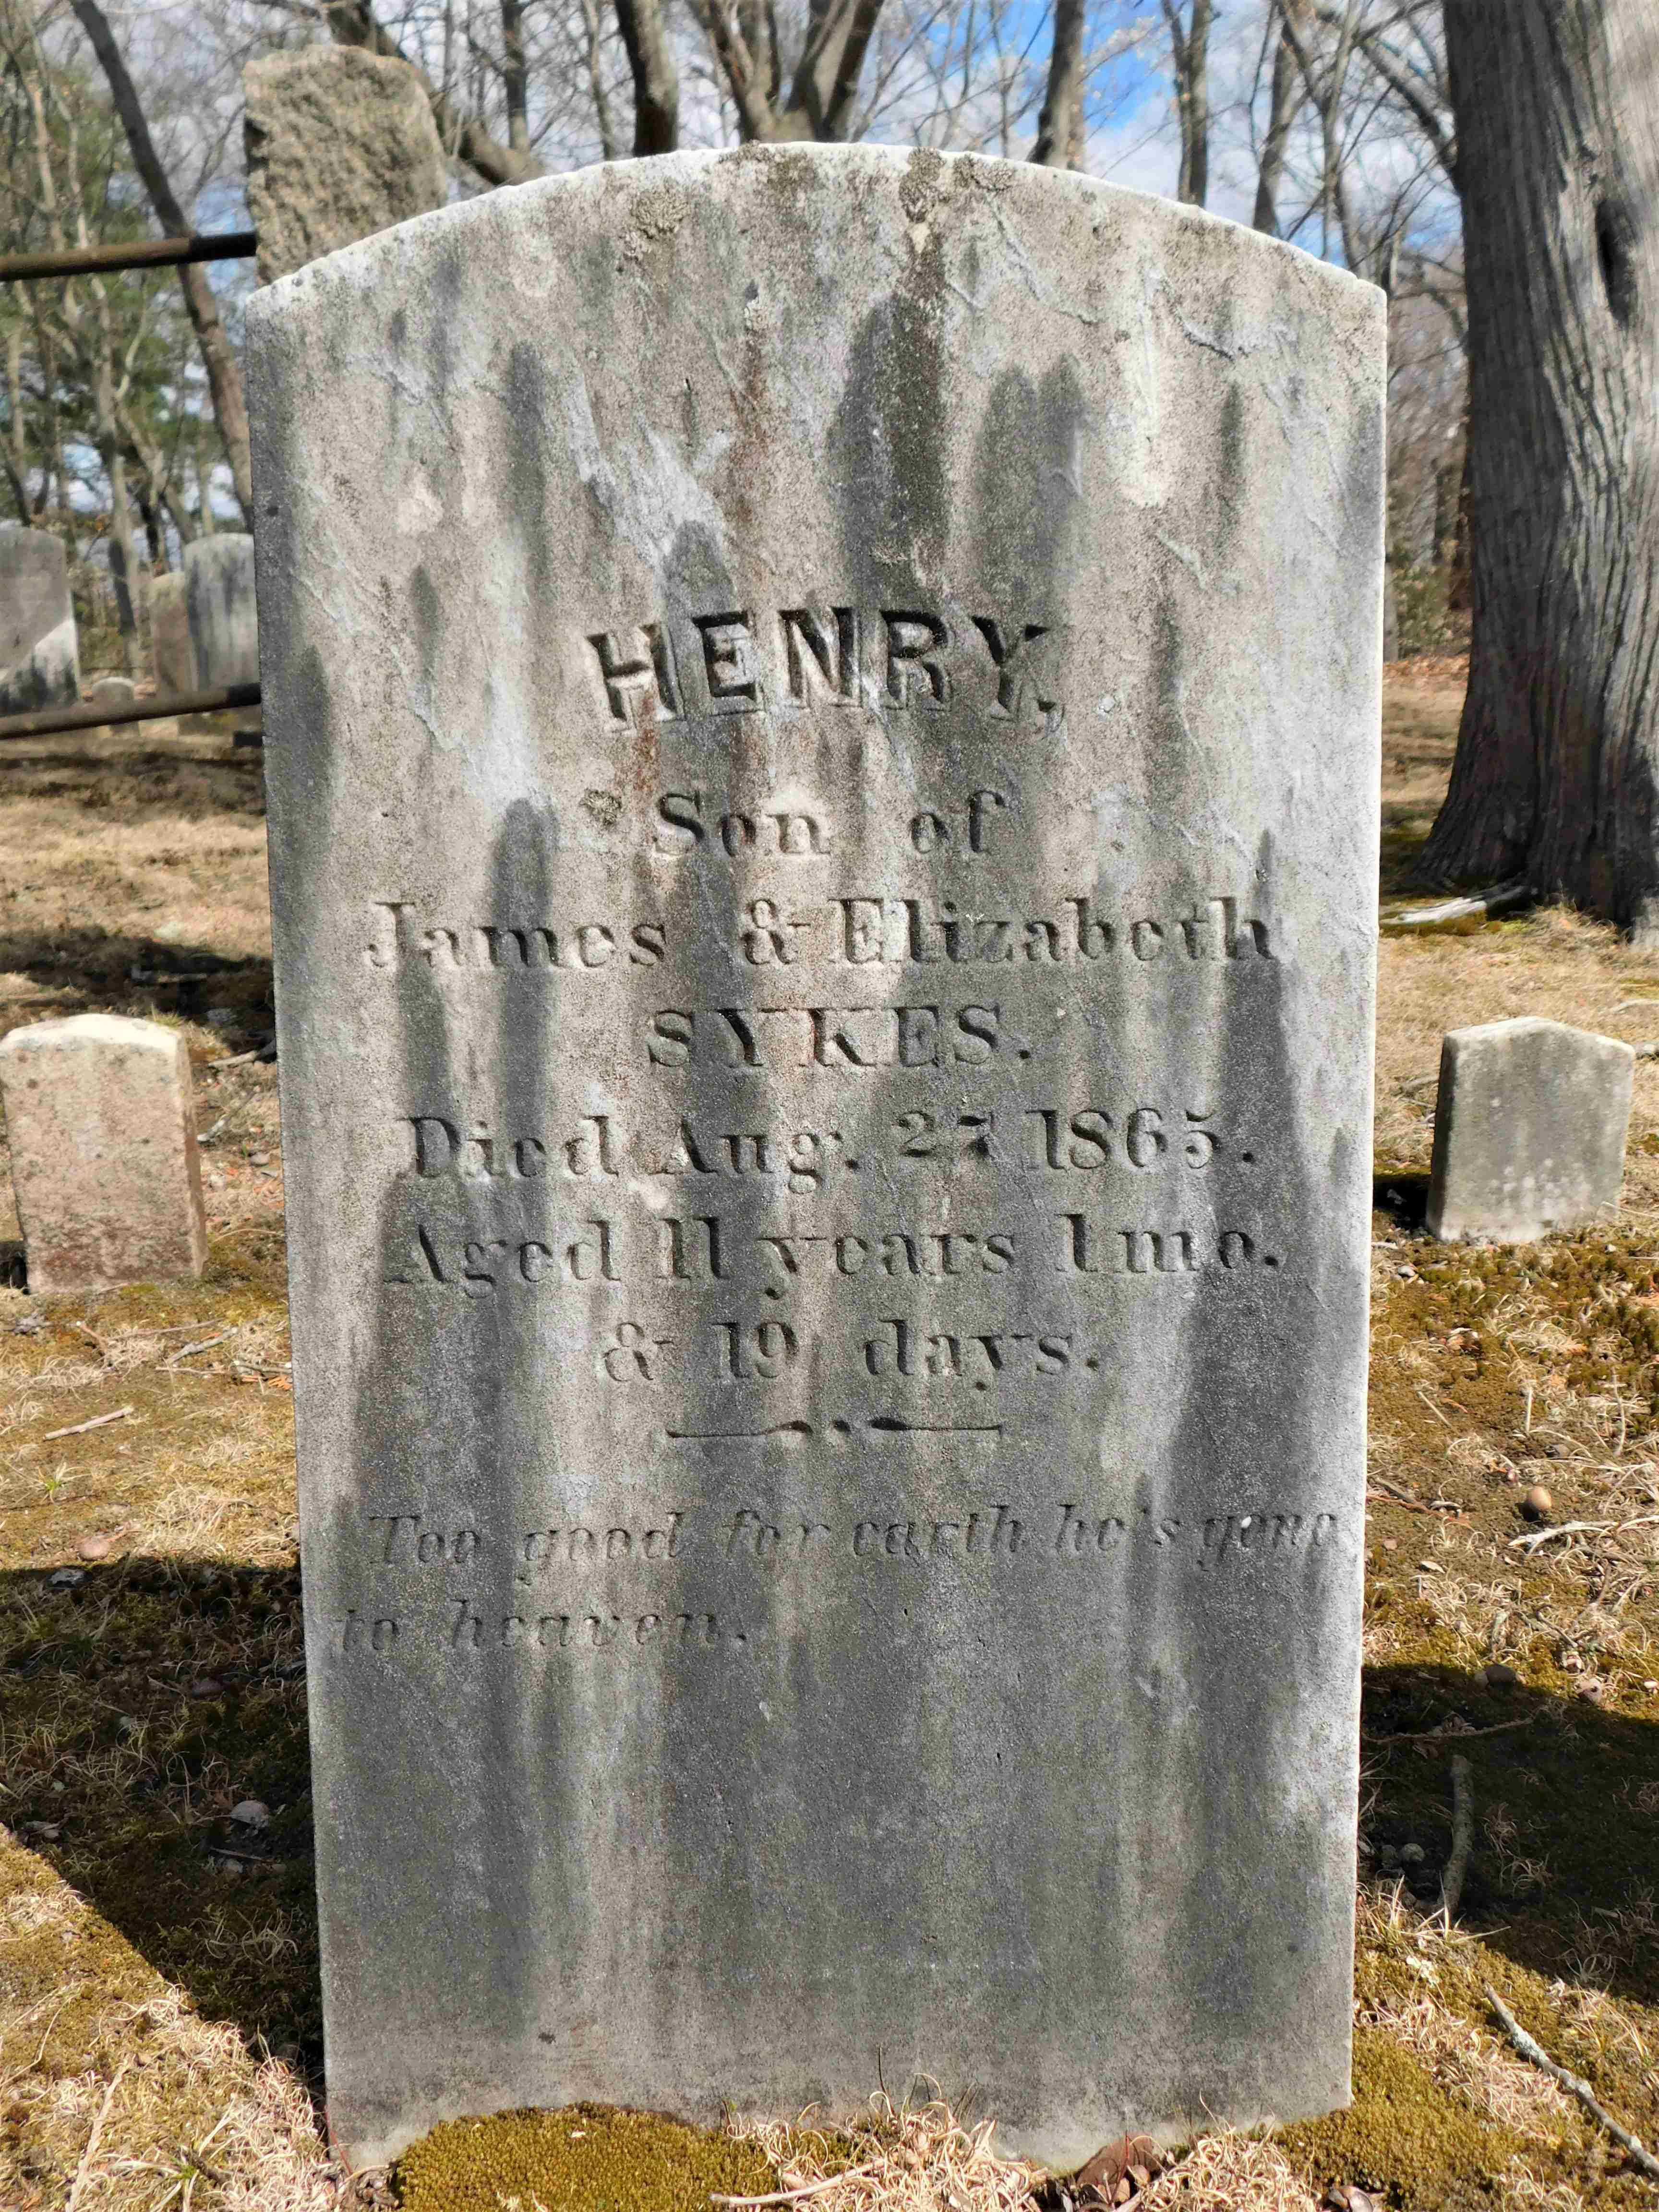 HENRY,
Son of
James & Elizabeth
SYKES.
Died Aug. 27 1865.
Aged 11 years 1 mo.
& 19 days.
Too good for earth he's gone
to heaven.